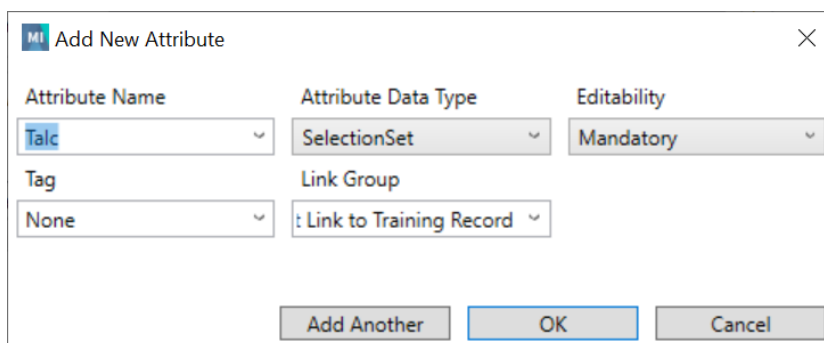 MI Add New Attribute
Attribute Name Attribute Data Type Editability
Talc SelectionSet Mandatory
Tag Link Group
None t Link to Training Record
Add Another OK Cancel